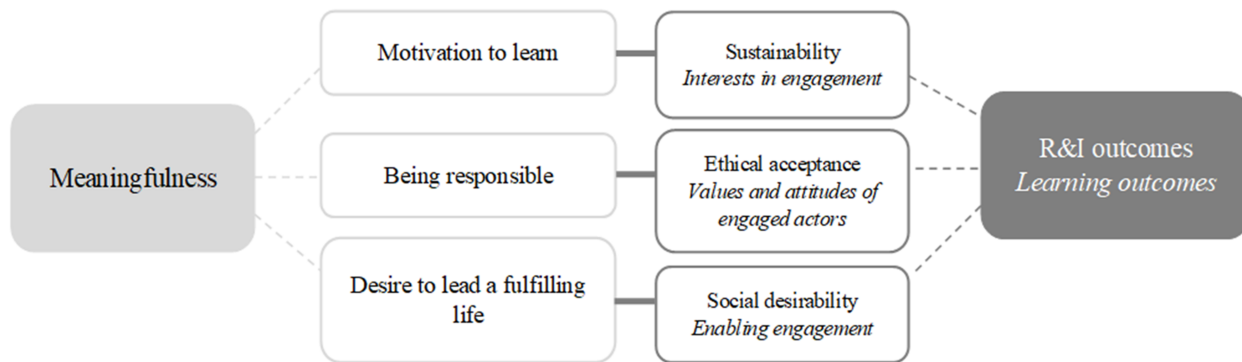 Meaningfulness
Motivation to learn
Being responsible
Desire to lead a fulfilling
life
Sustainability
Interests in engagement
Ethical acceptance
Values and attitudes of
engaged actors
Social desirability
Enabling engagement
R&I outcomes
Learning outcomes